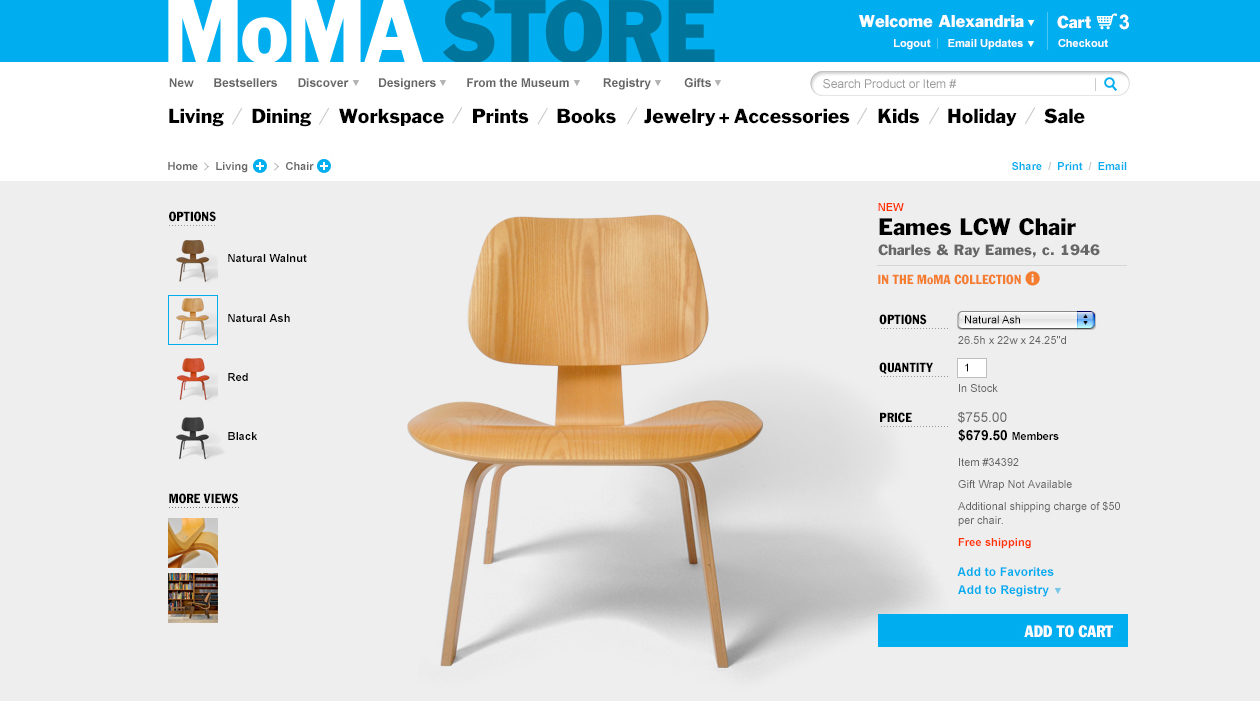 MoMA STORE
Welcome Alexandria
Cart 3
Logout
Email Updates
Checkout
New Bestsellers Discover Designers From the Museum Registry Gifts
Search Product or Item #
Living / Dining / Workspace / Prints / Books / Jewelry + Accessories / Kids / Holiday / Sale
Home > Living > Chair
Share / Print / Email
OPTIONS
Natural Walnut
Natural Ash
Red
Black
MORE VIEWS
NEW
Eames LCW Chair
Charles & Ray Eames, c. 1946
IN THE MoMA COLLECTION i
OPTIONS Natural Ash
26.5h x 22w x 24.25"d
QUANTITY 1
In Stock
PRICE $755.00
$679.50 Members
Item #34392
Gift Wrap Not Available
Additional shipping charge of $50
per chair.
Free shipping
Add to Favorites
Add to Registry
ADD TO CART